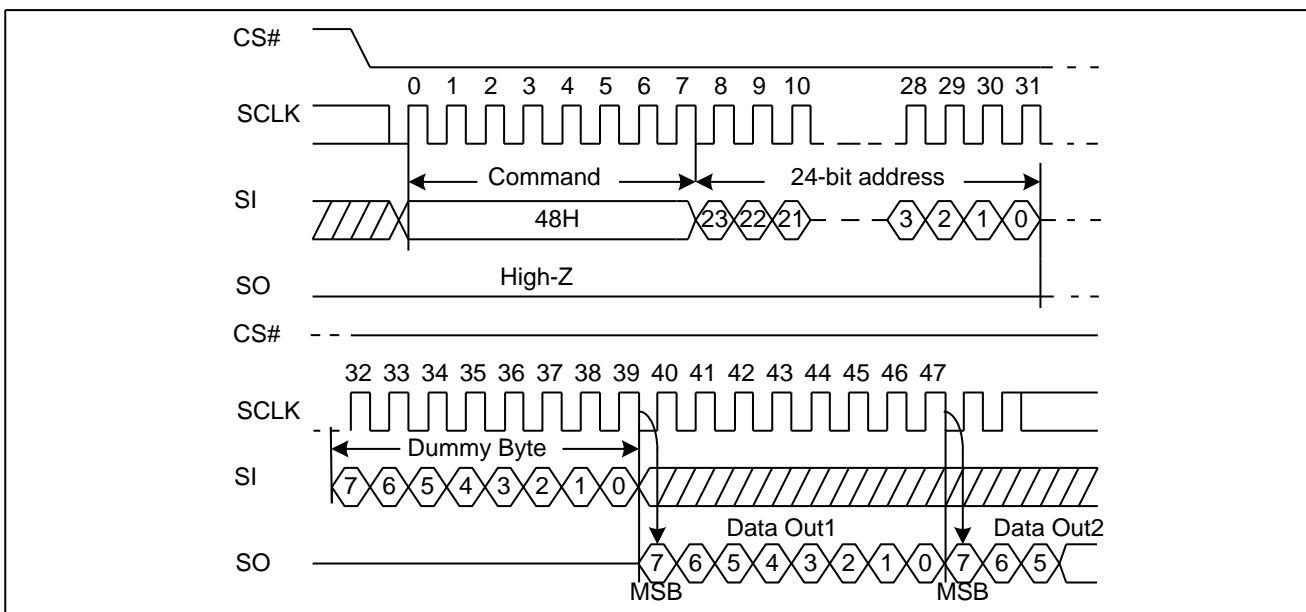 CS#
0 1 2 3 4 5 6 7 8 9 10 28 29 30 31
SCLK
Command 24-bit address
SI
48H 23 22 21 3 2 1 0
High-Z
SO
CS#
32 33 34 35 36 37 38 39 40 41 42 43 44 45 46 47
SCLK
Dummy Byte
SI
7 6 5 4 3 2 1 0
Data Out1 Data Out2
SO
7 6 5 4 3 2 1 0 7 6 5
MSB MSB